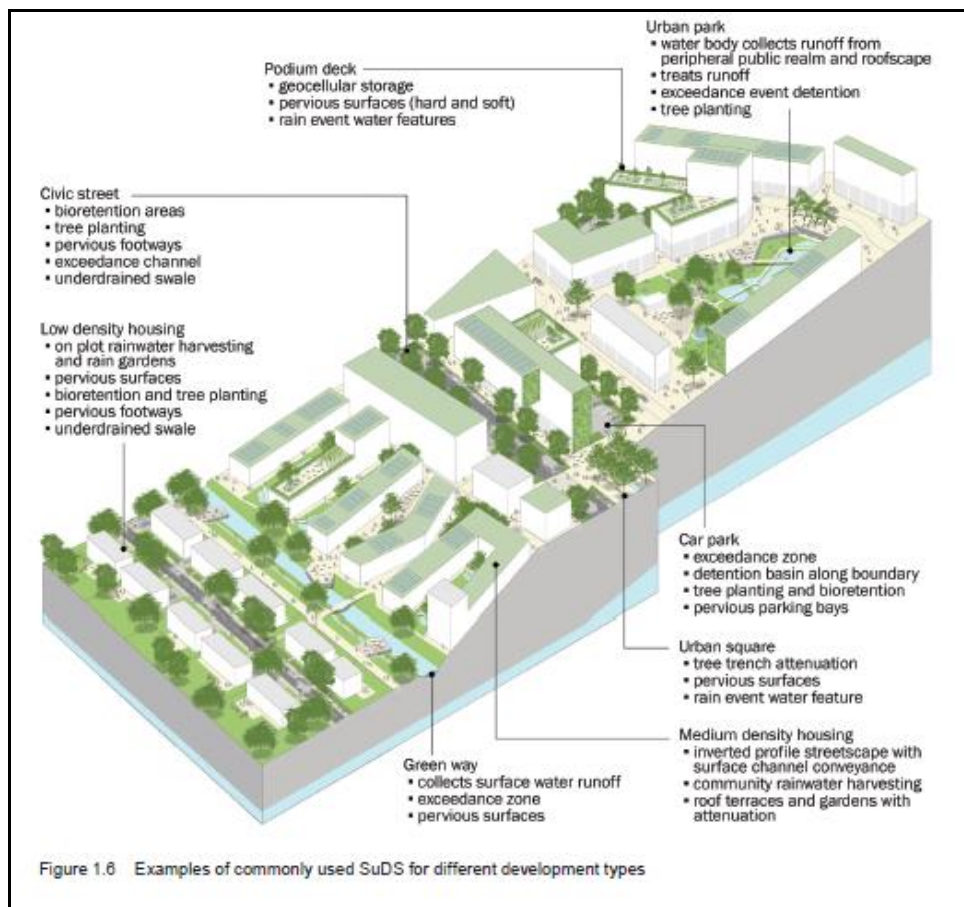 Urban park
▪ water body collects runoff from
peripheral public realm and roofscape
▪ treats runoff
▪ exceedance event detention
▪ tree planting
Podium deck
▪ geocellular storage
▪ pervious surfaces (hard and soft)
▪ rain event water features
Civic street
▪ bioretention areas
▪ tree planting
▪ pervious footways
▪ exceedance channel
▪ underdrained swale
Low density housing
▪ on plot rainwater harvesting
and rain gardens
▪ pervious surfaces
▪ bioretention and tree planting
▪ pervious footways
▪ underdrained swale
Car park
▪ exceedance zone
▪ detention basin along boundary
▪ tree planting and bioretention
▪ pervious parking bays
Urban square
▪ tree trench attenuation
▪ pervious surfaces
▪ rain event water feature
Medium density housing
▪ inverted profile streetscape with
surface channel conveyance
▪ community rainwater harvesting
▪ roof terraces and gardens with
attenuation
Green way
▪ collects surface water runoff
▪ exceedance zone
▪ pervious surfaces
Figure 1.6 Examples of commonly used SuDS for different development types